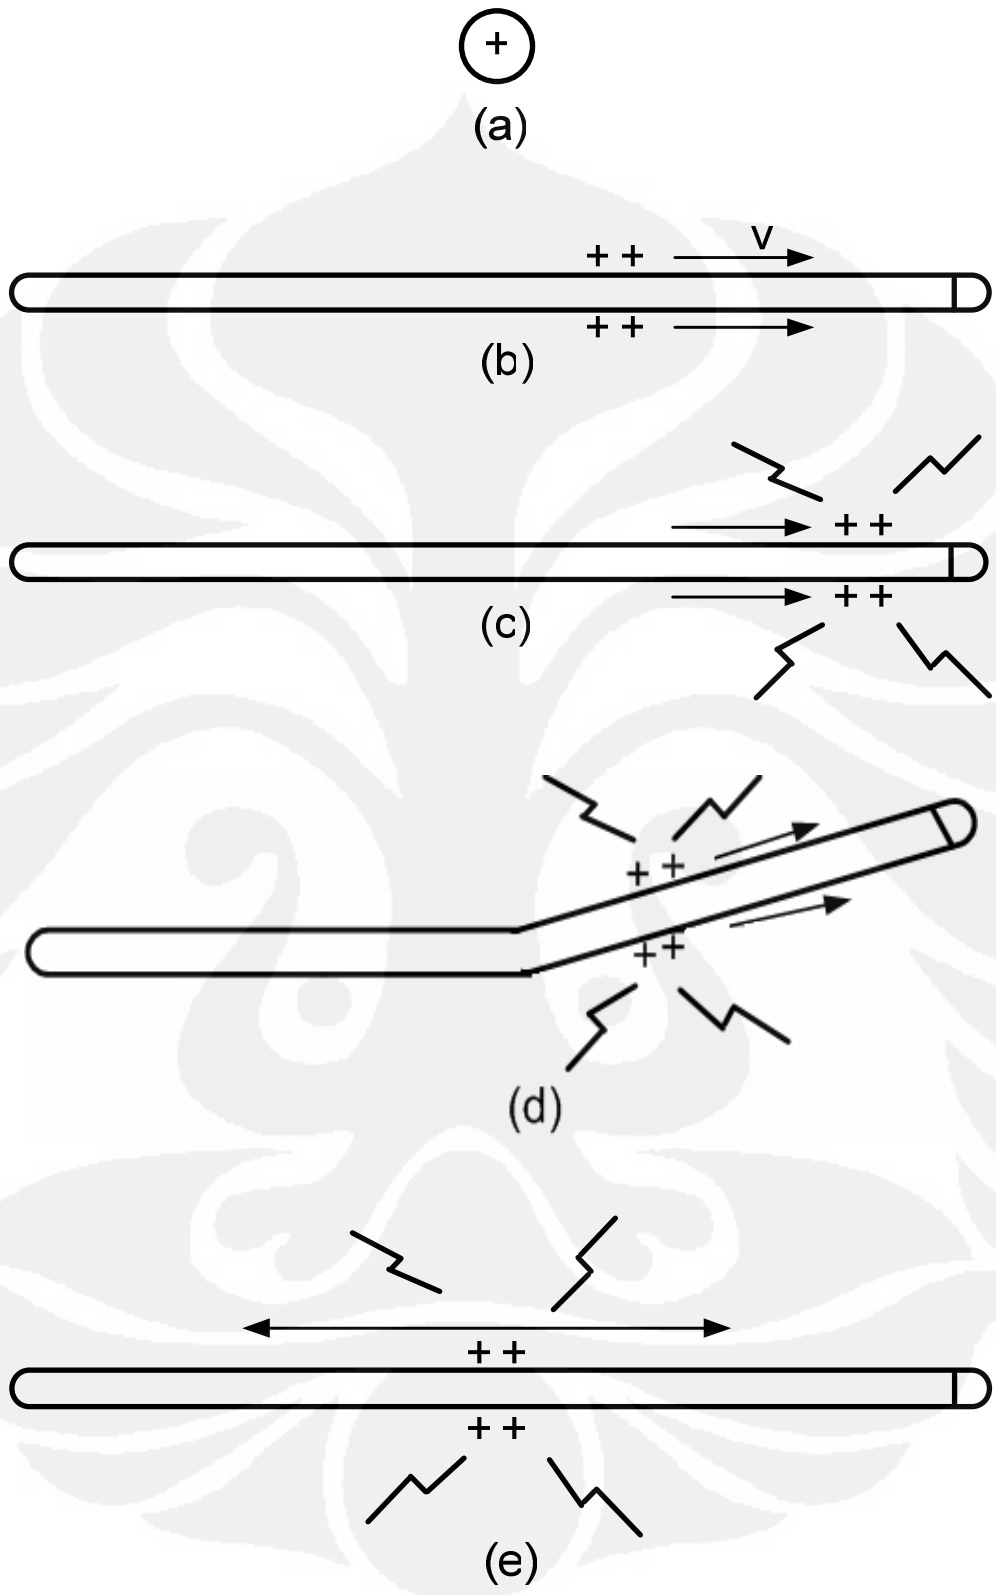 +
(a)
+ + v
+ +
(b)
+ +
+ +
(c)
+ +
+ +
(d)
+ +
+ +
(e)